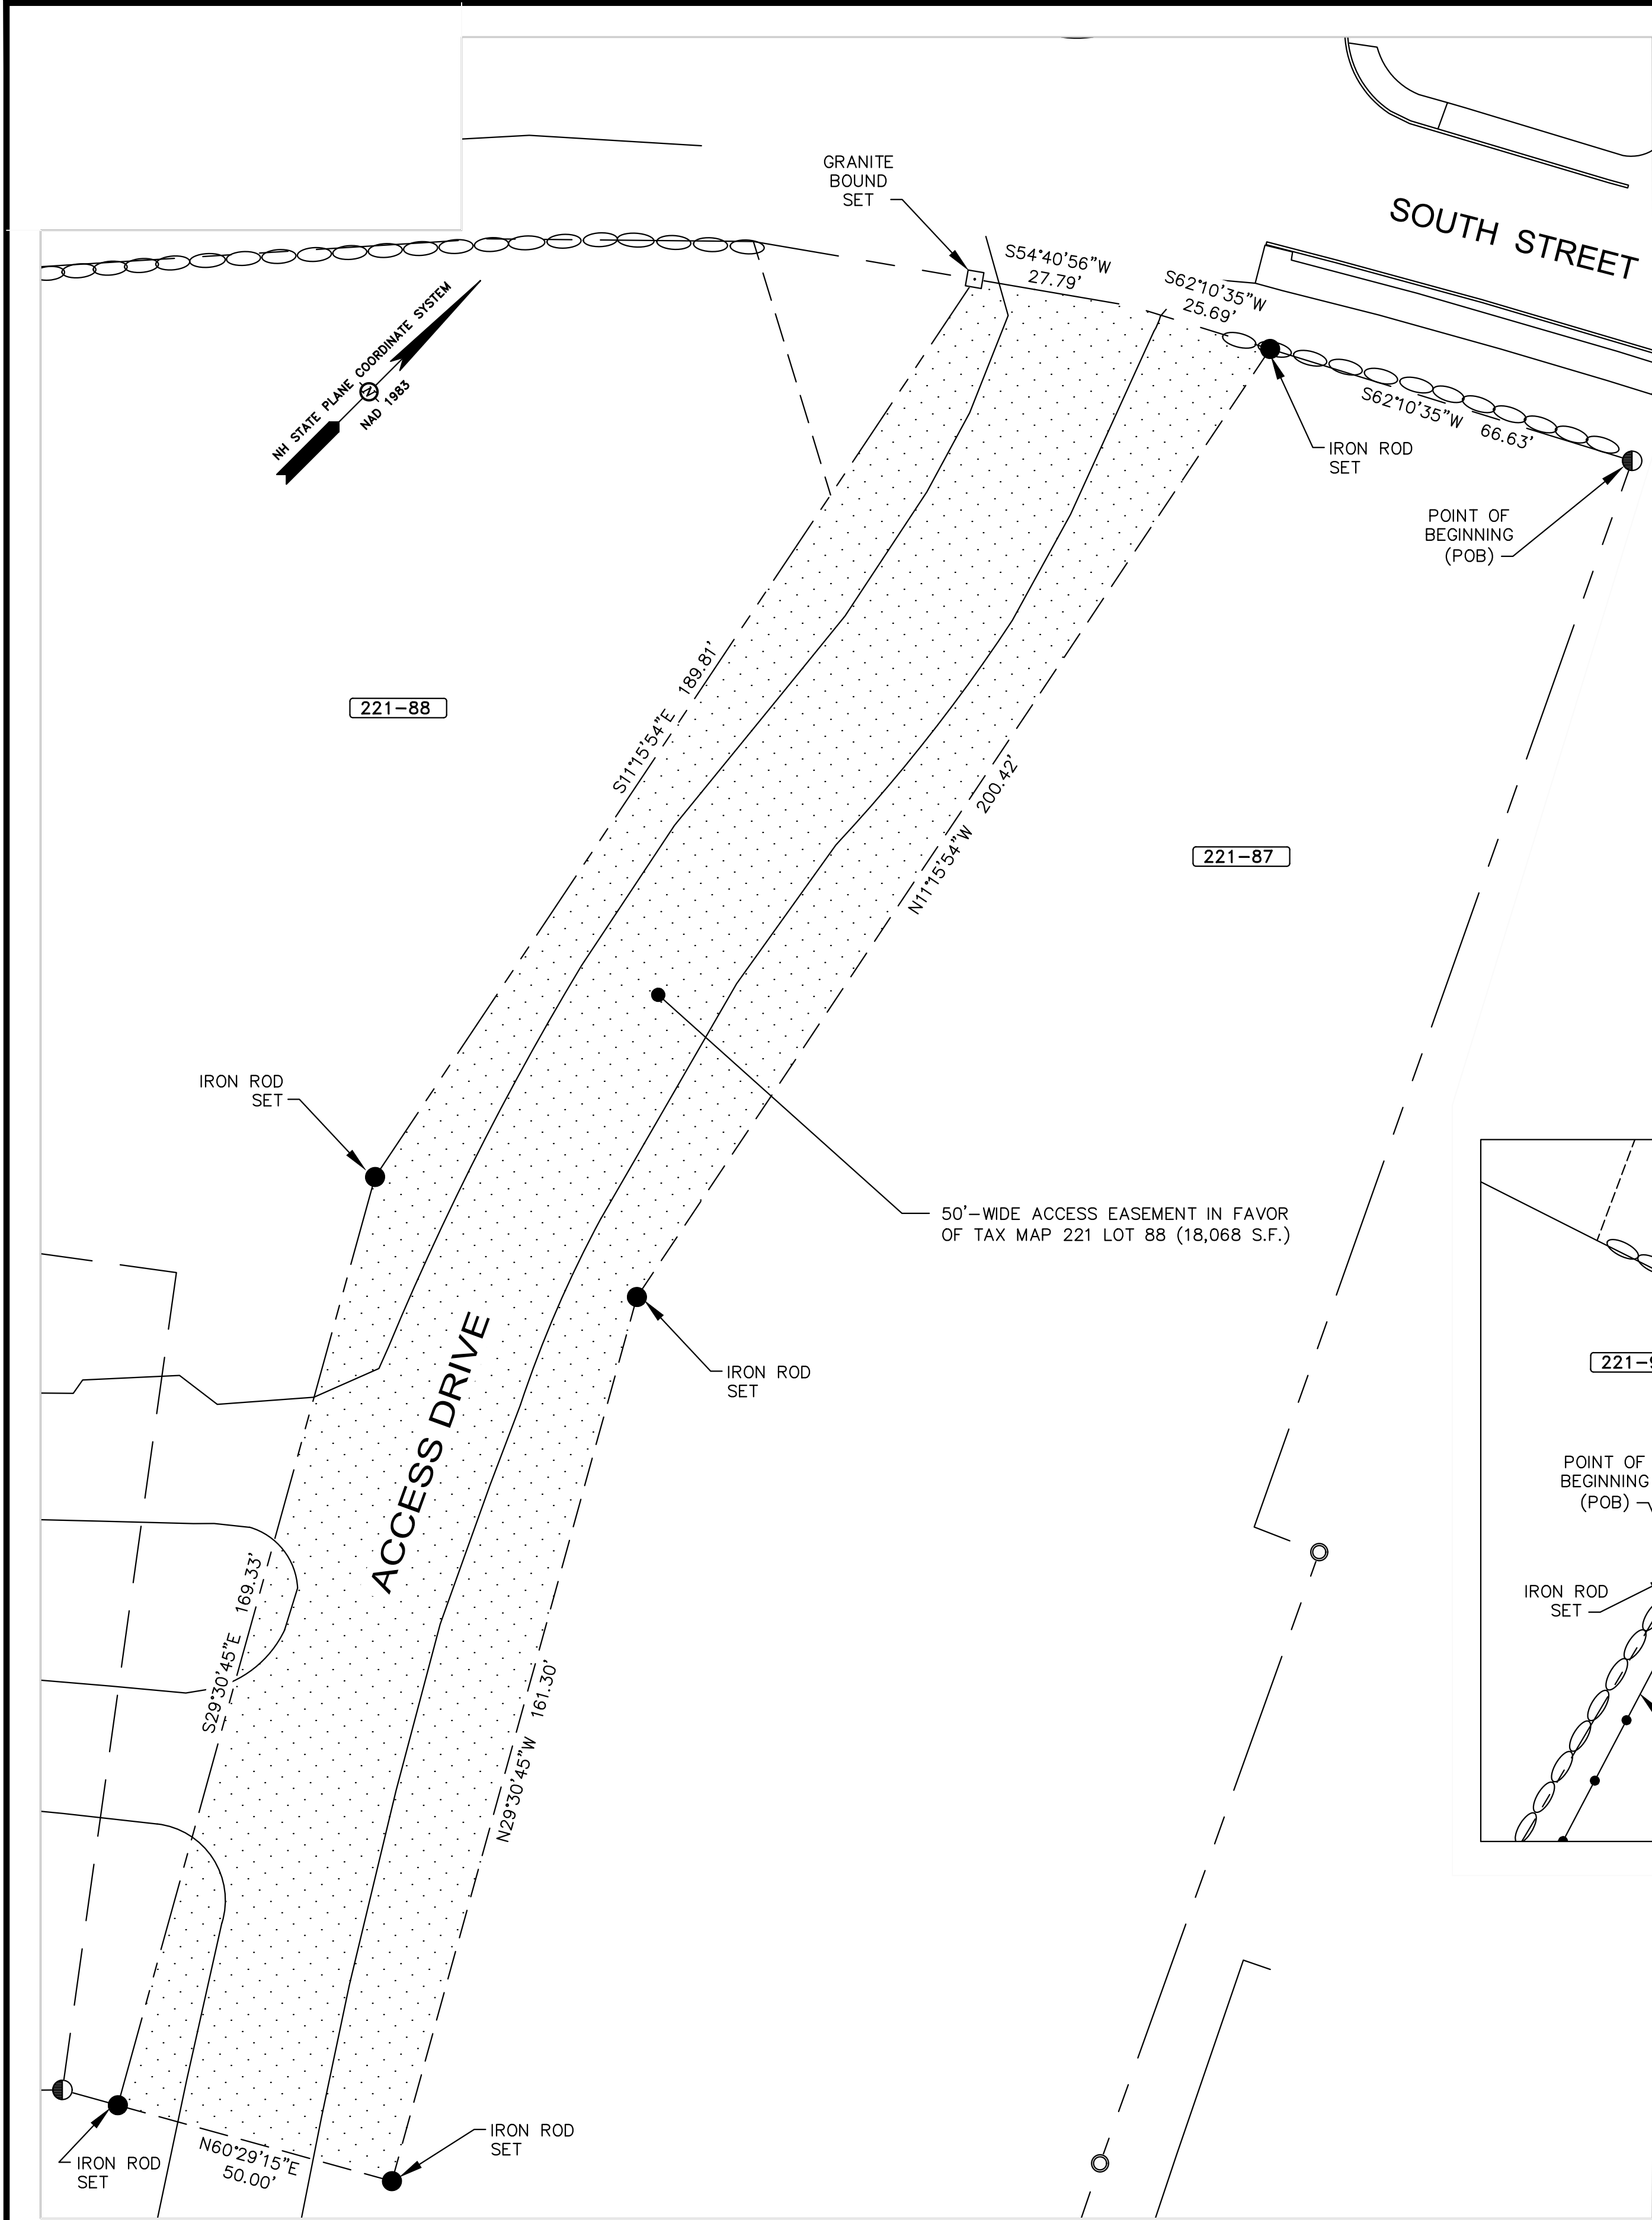 GRANITE
BOUND
SET
SOUTH STREET
S54°40'56"W
27.79'
S62°10'35"W
25.69'
NH STATE PLANE COORDINATE SYSTEM
N
NAD 1983
S62°10'35"W 66.63'
IRON ROD
SET
POINT OF
BEGINNING
(POB)
S11°15'54"E 189.81'
221-88
N11°15'54"W 200.42'
221-87
IRON ROD
SET
50'-WIDE ACCESS EASEMENT IN FAVOR
OF TAX MAP 221 LOT 88 (18,068 S.F.)
IRON ROD
SET
ACCESS DRIVE
221-9
POINT OF
BEGINNING
(POB)
IRON ROD
SET
S29°30'45"E 169.33'
N29°30'45"W 161.30'
IRON ROD
SET
N60°29'15"E
50.00'
IRON ROD
SET